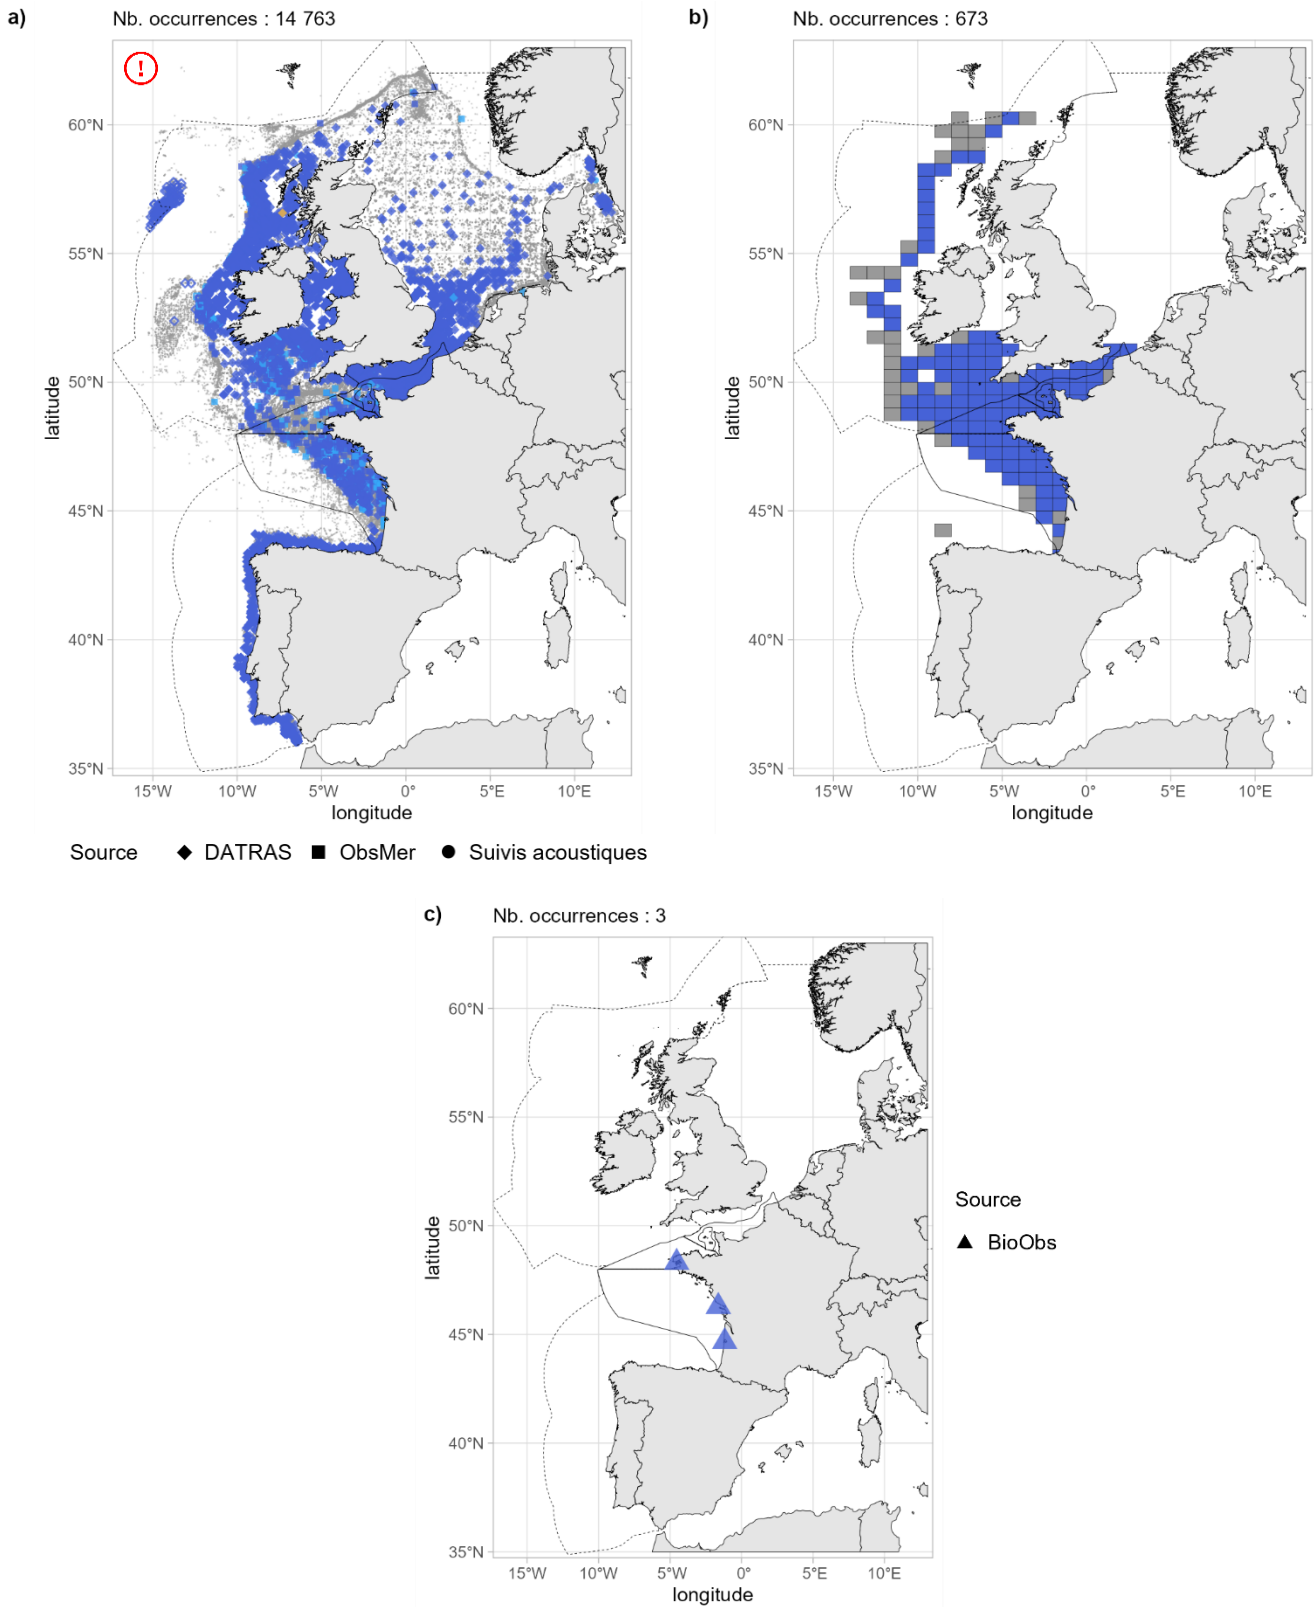 a)
Nb. occurrences : 14 763
!
60°N
55°N
50°N
45°N
40°N
35°N
latitude
15°W 10°W 5°W 0° 5°E 10°E
longitude
Source DATRAS ObsMer Suivis acoustiques
b)
Nb. occurrences : 673
60°N
55°N
50°N
45°N
40°N
35°N
latitude
15°W 10°W 5°W 0° 5°E 10°E
longitude
c)
Nb. occurrences : 3
60°N
55°N
50°N
45°N
40°N
35°N
latitude
15°W 10°W 5°W 0° 5°E 10°E
longitude
Source
BioObs